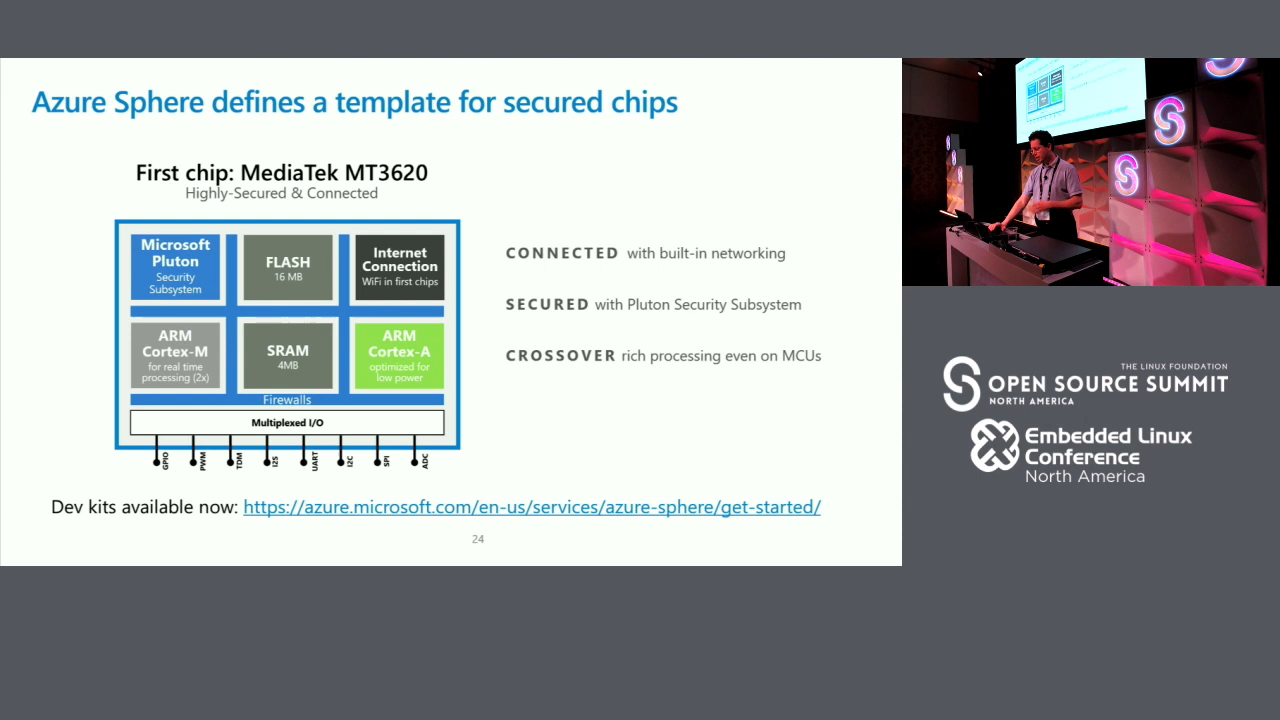 Azure Sphere defines a template for secured chips
First chip: MediaTek MT3620
Highly-Secured & Connected
Microsoft
Pluton
Security
Subsystem
FLASH
16 MB
Internet
Connection
WiFi in first chips
ARM
Cortex-M
for real time
processing (2x)
SRAM
4MB
ARM
Cortex-A
optimized for
low power
Firewalls
Multiplexed I/O
GPIO
PWM
TDM
I2S
UART
I2C
SPI
ADC
CONNECTED with built-in networking
SECURED with Pluton Security Subsystem
CROSSOVER rich processing even on MCUs
Dev kits available now: https://azure.microsoft.com/en-us/services/azure-sphere/get-started/
24
THE LINUX FOUNDATION
OPEN SOURCE SUMMIT
NORTH AMERICA
Embedded Linux
Conference
North America